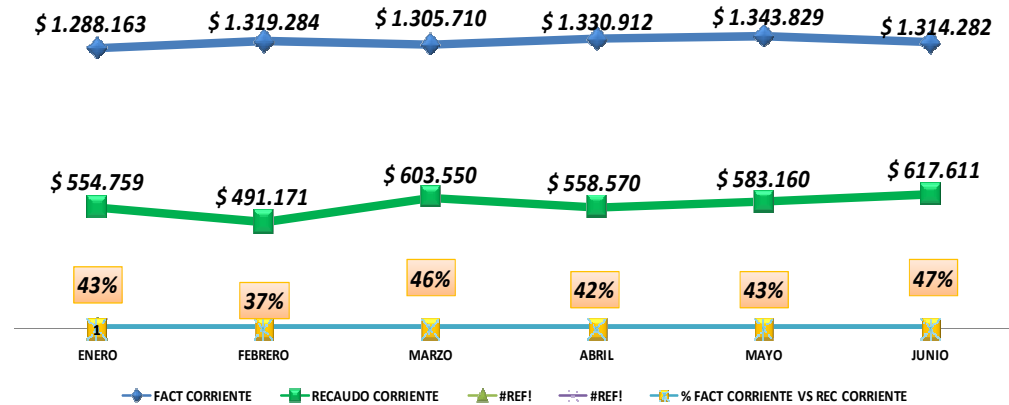 $ 1.288.163 $ 1.319.284 $ 1.305.710 $ 1.330.912 $ 1.343.829 $ 1.314.282
$ 554.759 $ 491.171 $ 603.550 $ 558.570 $ 583.160 $ 617.611
43% 37% 46% 42% 43% 47%
1
ENERO FEBRERO MARZO ABRIL MAYO JUNIO
FACT CORRIENTE RECAUDO CORRIENTE #REF! #REF! % FACT CORRIENTE VS REC CORRIENTE